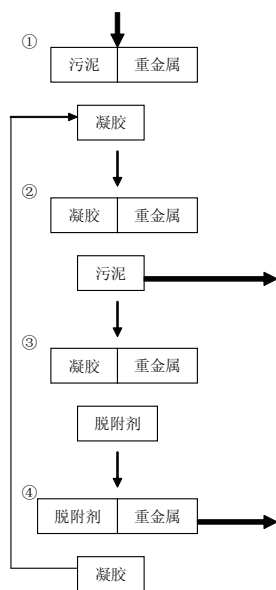 ①
污泥 重金属
凝胶
②
凝胶 重金属
污泥
③
凝胶 重金属
脱附剂
④
脱附剂 重金属
凝胶